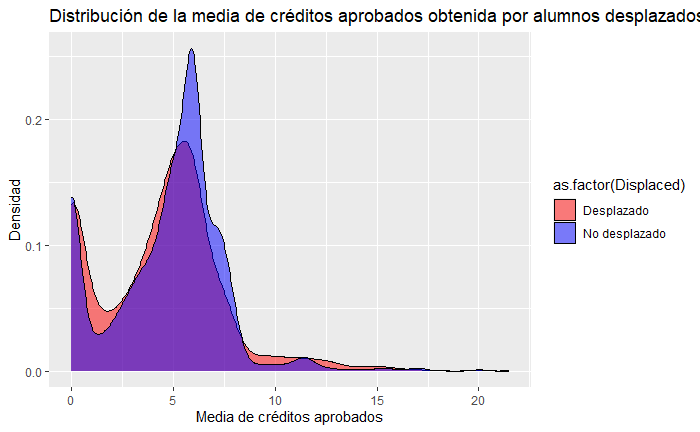 Distribución de la media de créditos aprobados obtenida por alumnos desplazados
0.2
0.1
0.0
Densidad
0
5
10
15
20
Media de créditos aprobados
as.factor(Displaced)
Desplazado
No desplazado